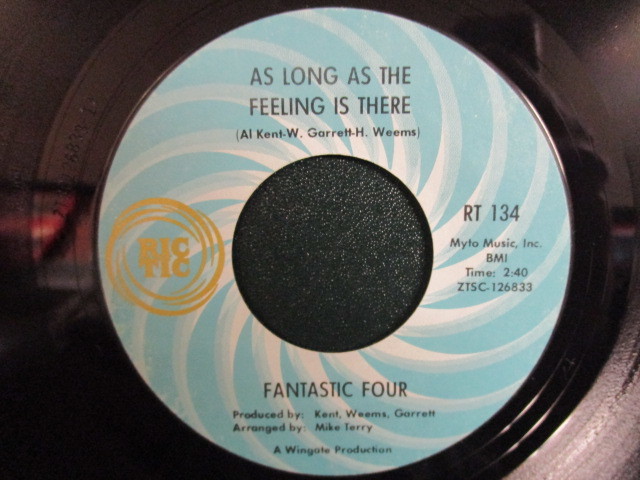 AS LONG AS THE
FEELING IS THERE
(Al Kent-W. Garrett-H. Weems)
RIC
TIC
RT 134
Myto Music, Inc.
BMI
Time: 2:40
ZTSC-126833
FANTASTIC FOUR
Produced by: Kent, Weems, Garrett
Arranged by: Mike Terry
A Wingate Production